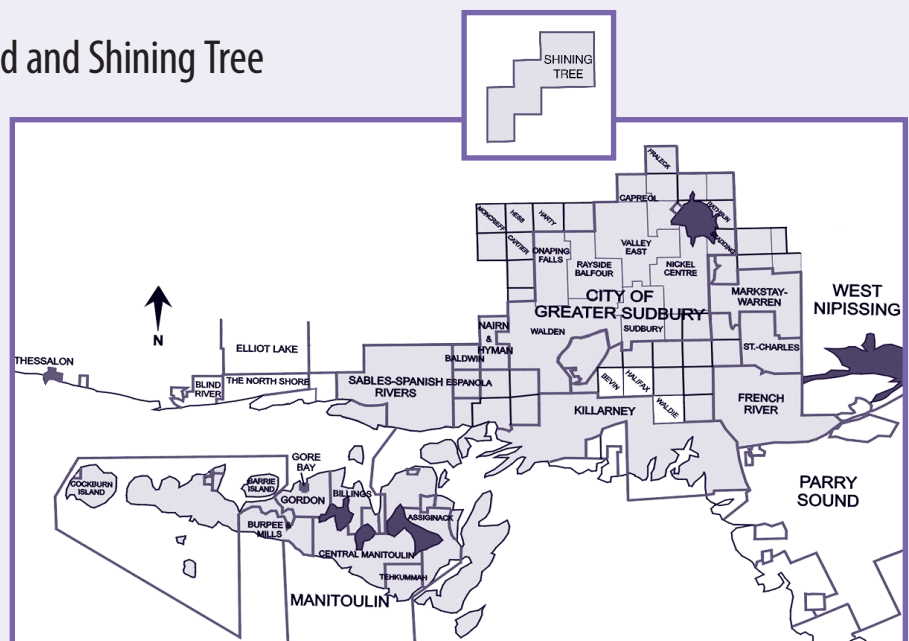 d and Shining Tree
SHINING
TREE
FRALECK
CAPREOL
RATHBUN
MONCRIEFF
HESS
HARTY
CARTIER
ONAPING
FALLS
VALLEY
EAST
RAYSIDE
BALFOUR
NICKEL
CENTRE
MARKSTAY-
WARREN
WEST
NIPISSING
CITY OF
GREATER SUDBURY
N
NAIRN
&
HYMAN
WALDEN
SUDBURY
ELLIOT LAKE
ST.-CHARLES
THESSALON
BALDWIN
BLIND
RIVER
THE NORTH SHORE
SABLES-SPANISH
RIVERS
ESPANOLA
BEVIN
HALIFAX
WALDIE
KILLARNEY
FRENCH
RIVER
GORE
BAY
COCKBURN
ISLAND
BARRIE
ISLAND
GORDON
BILLINGS
PARRY
SOUND
ASSIGINACK
BURPEE &
MILLS
CENTRAL MANITOULIN
TEHKUMMAH
MANITOULIN